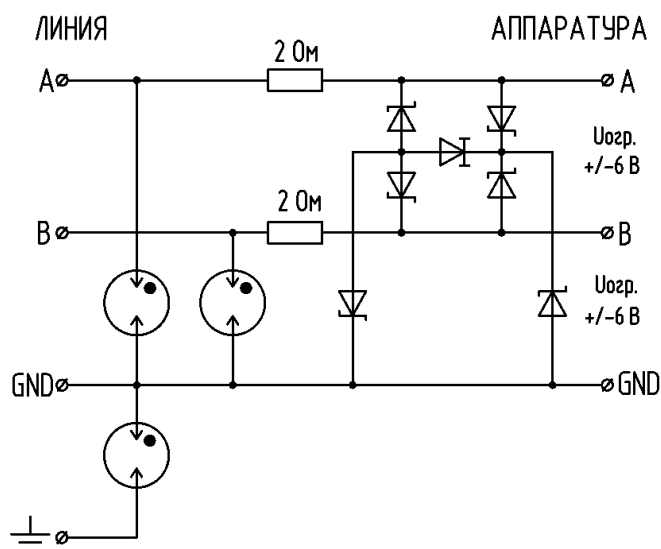 ЛИНИЯ АППАРАТУРА
A 2 Ом A
Uогр.
+/-6 В
B 2 Ом B
Uогр.
+/-6 В
GND GND